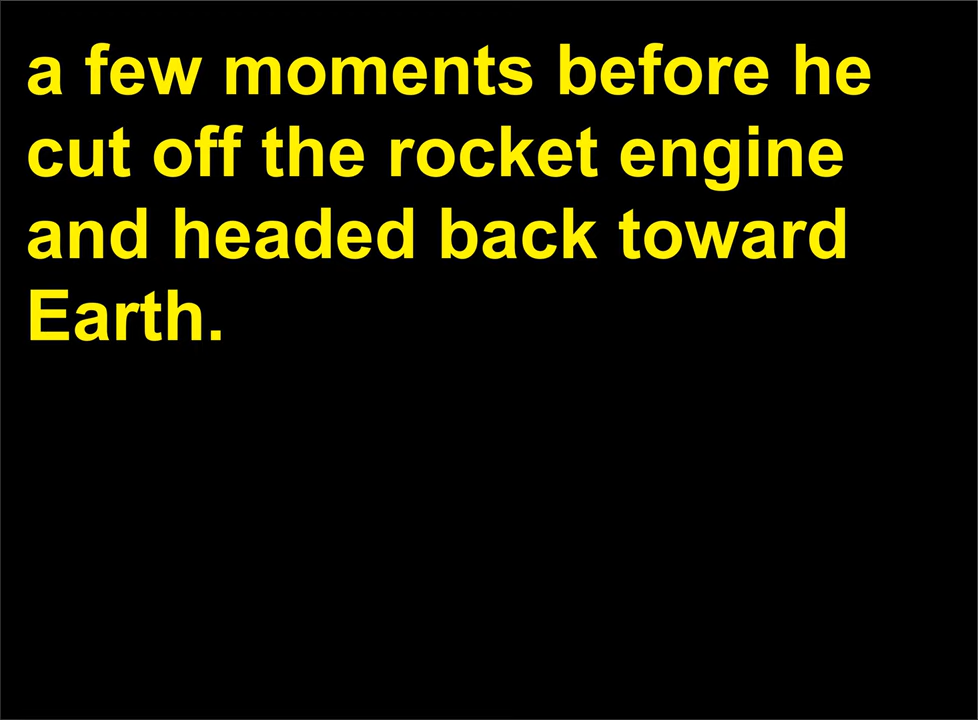 a few moments before he
cut off the rocket engine
and headed back toward
Earth.